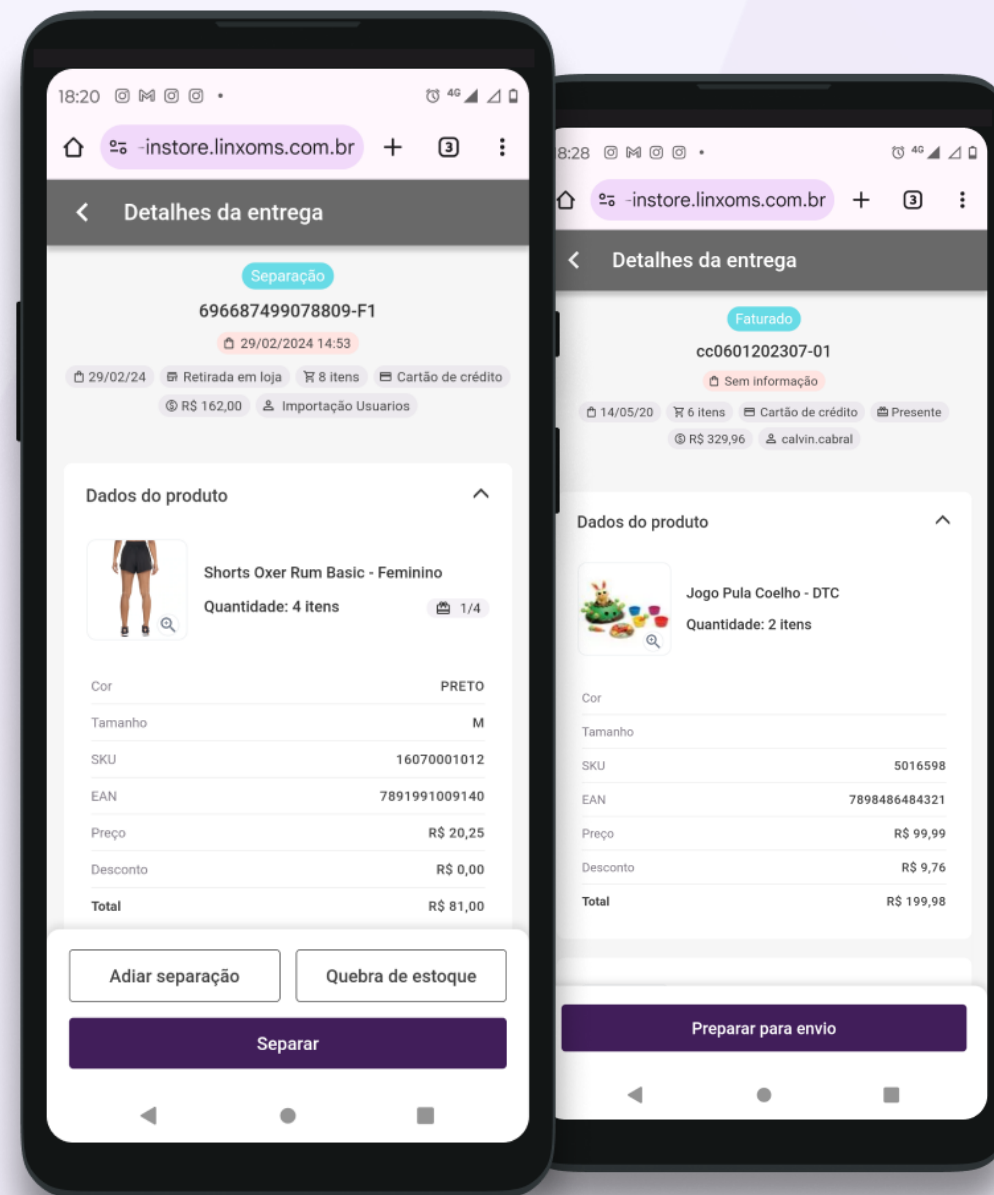 18:20
4G
-instore.linxoms.com.br
3
Detalhes da entrega
Separação
696687499078809-F1
29/02/2024 14:53
29/02/24 Retirada em loja 8 itens Cartão de crédito
R$ 162,00 Importação Usuarios
Dados do produto
Shorts Oxer Rum Basic - Feminino
Quantidade: 4 itens 1/4
Cor PRETO
Tamanho M
SKU 16070001012
EAN 7891991009140
Preço R$ 20,25
Desconto R$ 0,00
Total R$ 81,00
Adiar separação Quebra de estoque
Separar
8:28
4G
-instore.linxoms.com.br
3
Detalhes da entrega
Faturado
cc0601202307-01
Sem informação
14/05/20 6 itens Cartão de crédito Presente
R$ 329,96 calvin.cabral
Dados do produto
Jogo Pula Coelho - DTC
Quantidade: 2 itens
Cor
Tamanho
SKU 5016598
EAN 7898486484321
Preço R$ 99,99
Desconto R$ 9,76
Total R$ 199,98
Preparar para envio